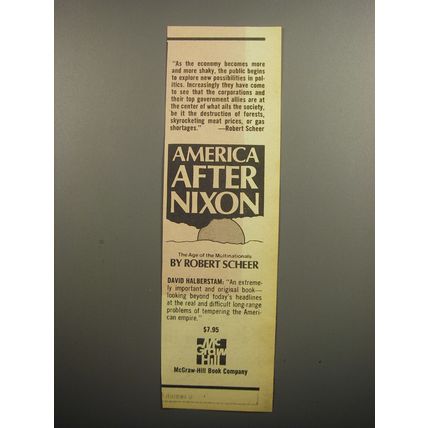 "As the economy becomes more
and more shaky, the public begins
to explore new possibilities in pol-
itics. Increasingly they have come
to see that the corporations and
their top government allies are at
the center of what ails the society,
be it the destruction of forests,
skyrocketing meat prices, or gas
shortages." —Robert Scheer
AMERICA
AFTER
NIXON
The Age of the Multinationals
BY ROBERT SCHEER
DAVID HALBERSTAM: "An extreme-
ly important and original book—
looking beyond today's headlines
at the real and difficult long-range
problems of tempering the Ameri-
can empire."
$7.95
Mc
Graw
Hill
McGraw-Hill Book Company